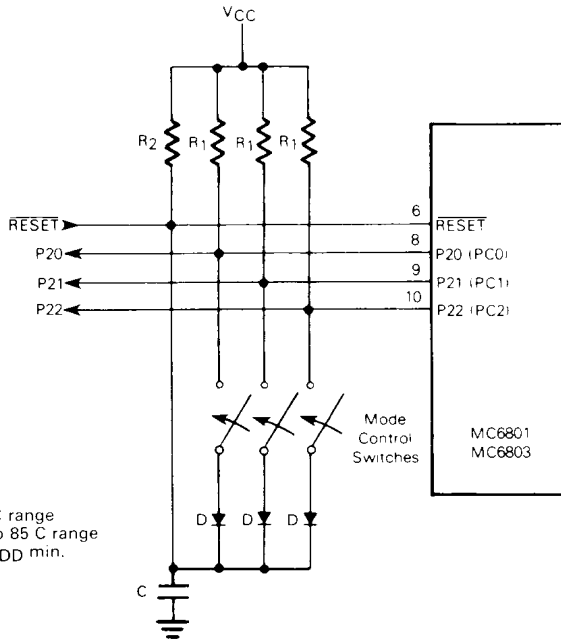 VCC
R2 R1 R1 R1
RESET 6 RESET
P20 8 P20 (PC0)
P21 9 P21 (PC1)
P22 10 P22 (PC2)
Mode
Control
Switches
MC6801
MC6803
D D D
C range
85 C range
DD min.
C